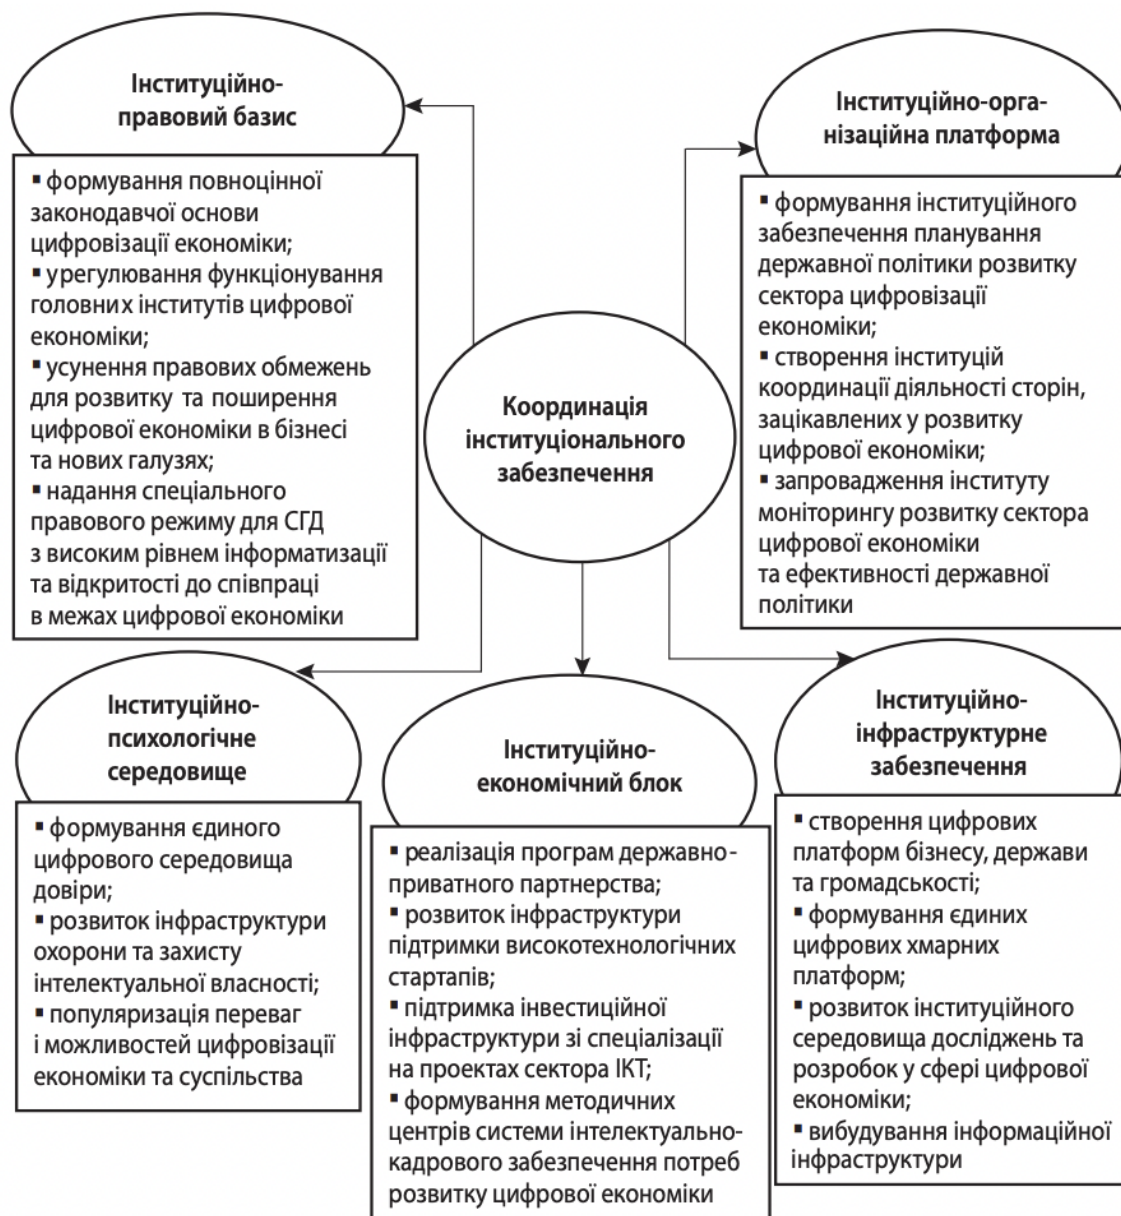 Інституційно-
правовий базис
▪ формування повноцінної
законодавчої основи
цифровізації економіки;
▪ урегулювання функціонування
головних інститутів цифрової
економіки;
▪ усунення правових обмежень
для розвитку та поширення
цифрової економіки в бізнесі
та нових галузях;
▪ надання спеціального
правового режиму для СГД
з високим рівнем інформатизації
та відкритості до співпраці
в межах цифрової економіки
Інституційно-орга-
нізаційна платформа
▪ формування інституційного
забезпечення планування
державної політики розвитку
сектора цифровізації
економіки;
▪ створення інституцій
координації діяльності сторін,
зацікавлених у розвитку
цифрової економіки;
▪ запровадження інституту
моніторингу розвитку сектора
цифрової економіки
та ефективності державної
політики
Координація
інституціонального
забезпечення
Інституційно-
психологічне
середовище
▪ формування єдиного
цифрового середовища
довіри;
▪ розвиток інфраструктури
охорони та захисту
інтелектуальної власності;
▪ популяризація переваг
і можливостей цифровізації
економіки та суспільства
Інституційно-
економічний блок
▪ реалізація програм державно-
приватного партнерства;
▪ розвиток інфраструктури
підтримки високотехнологічних
стартапів;
▪ підтримка інвестиційної
інфраструктури зі спеціалізації
на проектах сектора ІКТ;
▪ формування методичних
центрів системи інтелектуально-
кадрового забезпечення потреб
розвитку цифрової економіки
Інституційно-
інфраструктурне
забезпечення
▪ створення цифрових
платформ бізнесу, держави
та громадськості;
▪ формування єдиних
цифрових хмарних
платформ;
▪ розвиток інституційного
середовища досліджень та
розробок у сфері цифрової
економіки;
▪ вибудування інформаційної
інфраструктури